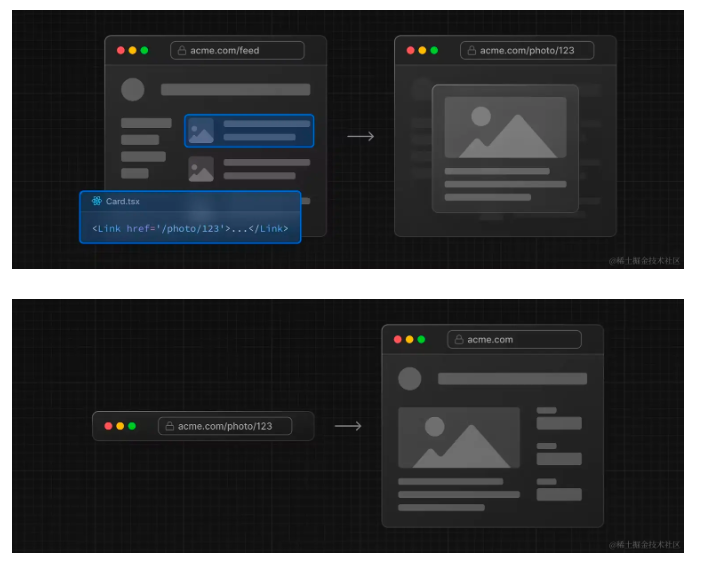 acme.com/feed
acme.com/photo/123
Card.tsx
<Link href='/photo/123'>...</Link>
@稀土掘金技术社区
acme.com/photo/123
acme.com
@稀土掘金技术社区